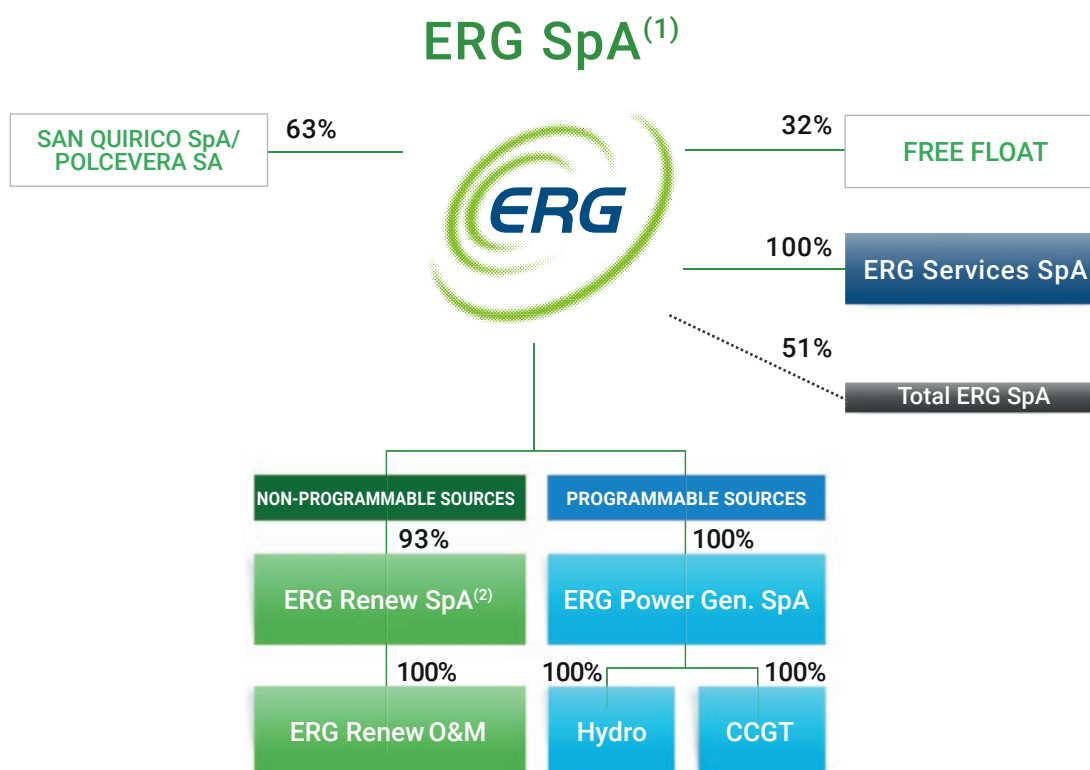 ERG SpA(1)
SAN QUIRICO SpA/
POLCEVERA SA
63%
ERG
32%
FREE FLOAT
100%
ERG Services SpA
51%
Total ERG SpA
NON-PROGRAMMABLE SOURCES
PROGRAMMABLE SOURCES
93%
100%
ERG Renew SpA(2)
ERG Power Gen. SpA
100%
100%
100%
ERG Renew O&M
Hydro
CCGT